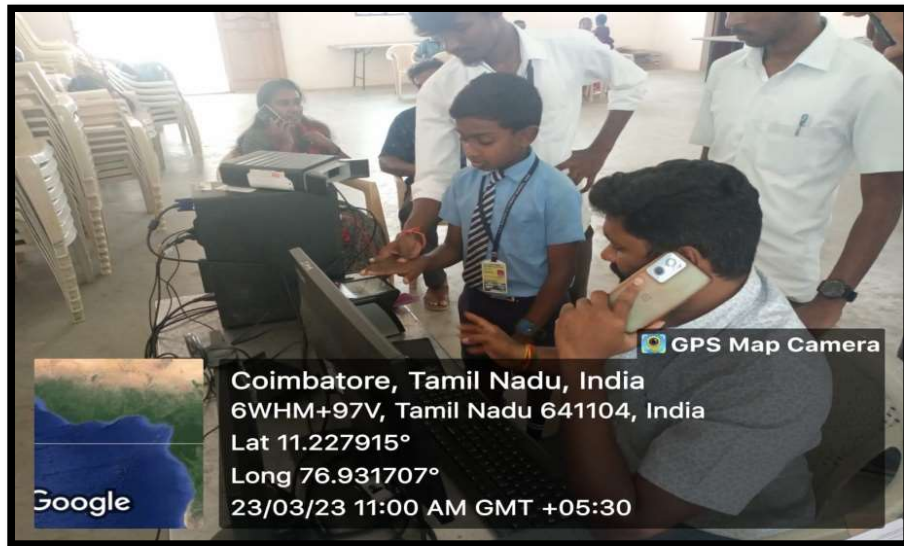 GPS Map Camera
Coimbatore, Tamil Nadu, India
6WHM+97V, Tamil Nadu 641104, India
Lat 11.227915°
Long 76.931707°
23/03/23 11:00 AM GMT +05:30
Google